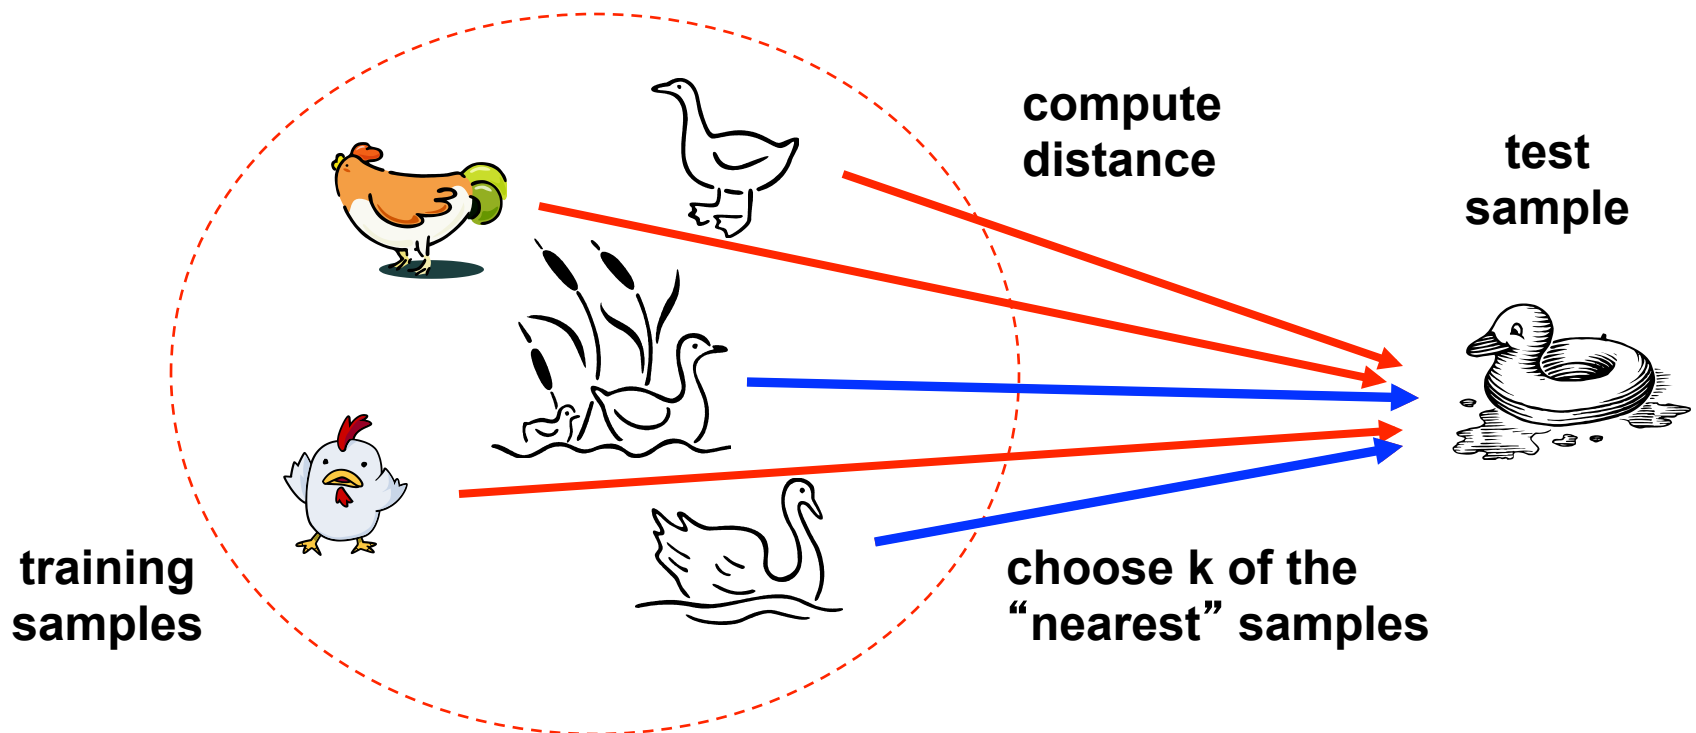 compute
distance
test
sample
training
samples
choose k of the
“nearest” samples